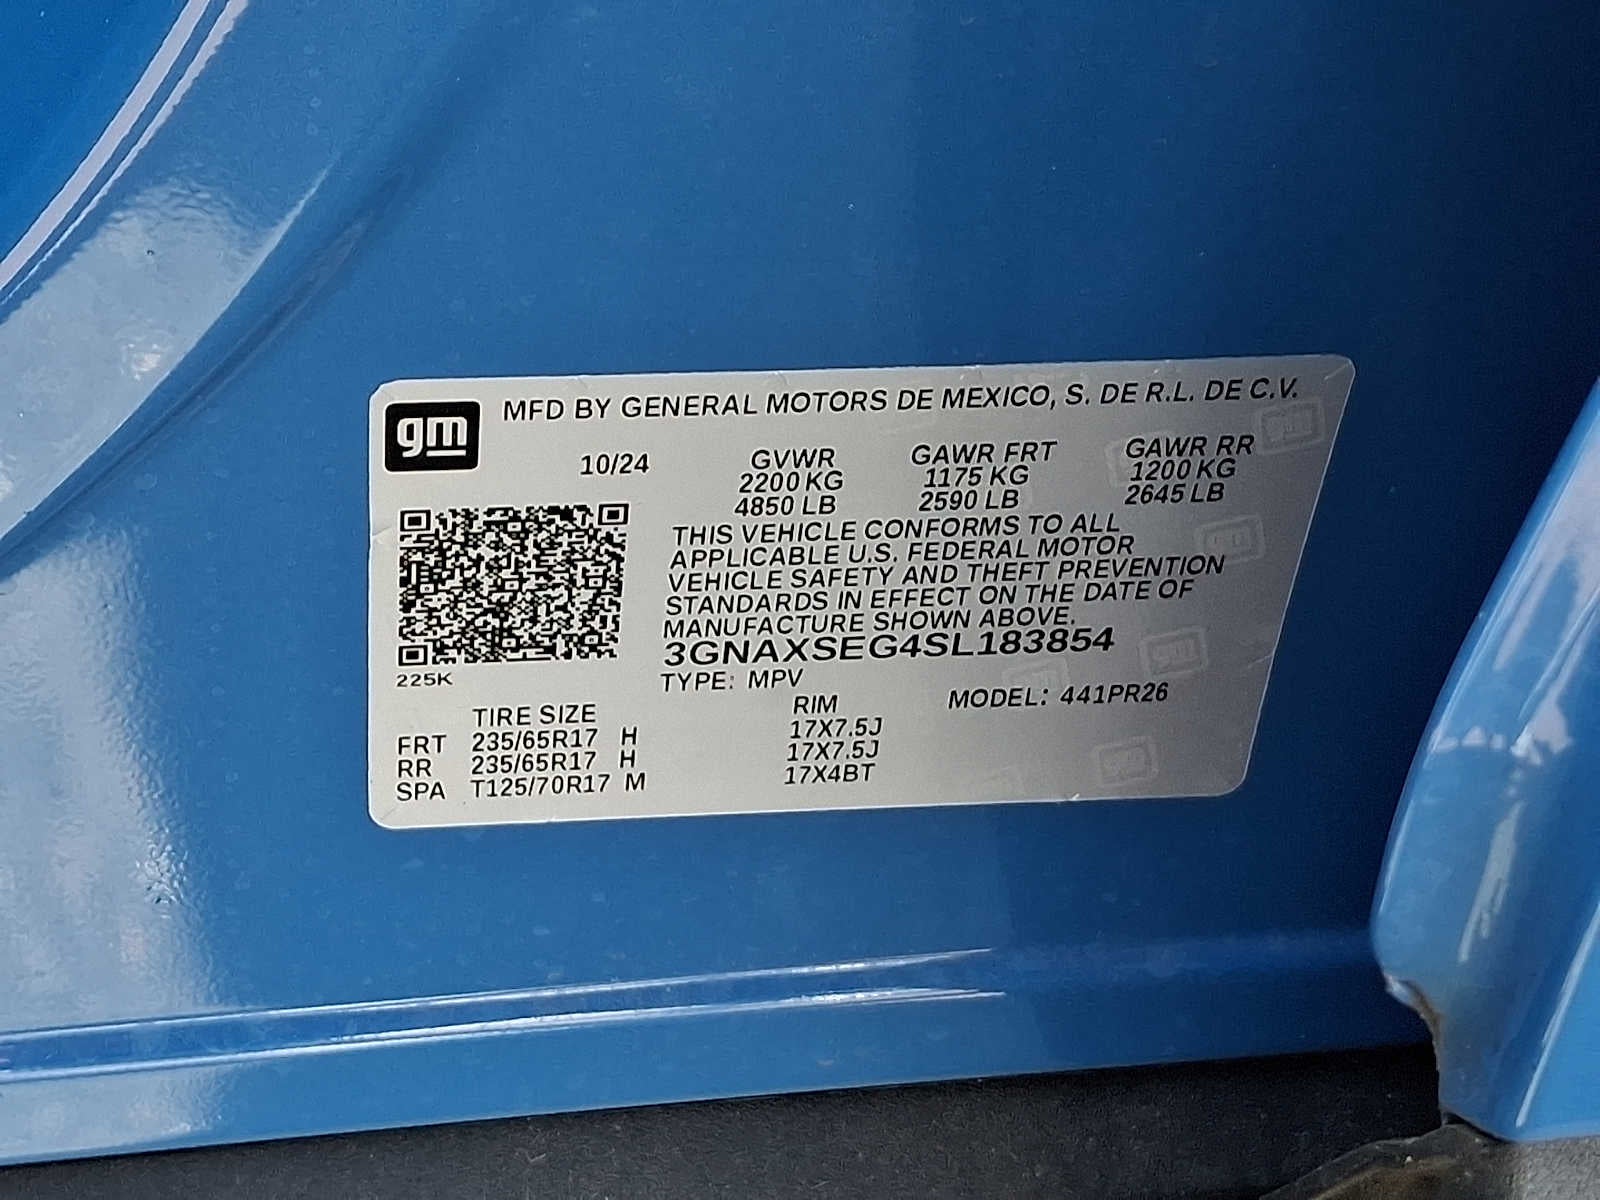 gm
MFD BY GENERAL MOTORS DE MEXICO, S. DE R.L. DE C.V.
10/24 GVWR GAWR FRT GAWR RR
2200 KG 1175 KG 1200 KG
4850 LB 2590 LB 2645 LB
THIS VEHICLE CONFORMS TO ALL
APPLICABLE U.S. FEDERAL MOTOR
VEHICLE SAFETY AND THEFT PREVENTION
STANDARDS IN EFFECT ON THE DATE OF
MANUFACTURE SHOWN ABOVE.
3GNAXSEG4SL183854
225K
TYPE: MPV
MODEL: 441PR26
TIRE SIZE RIM
FRT 235/65R17 H 17X7.5J
RR 235/65R17 H 17X7.5J
SPA T125/70R17 M 17X4BT